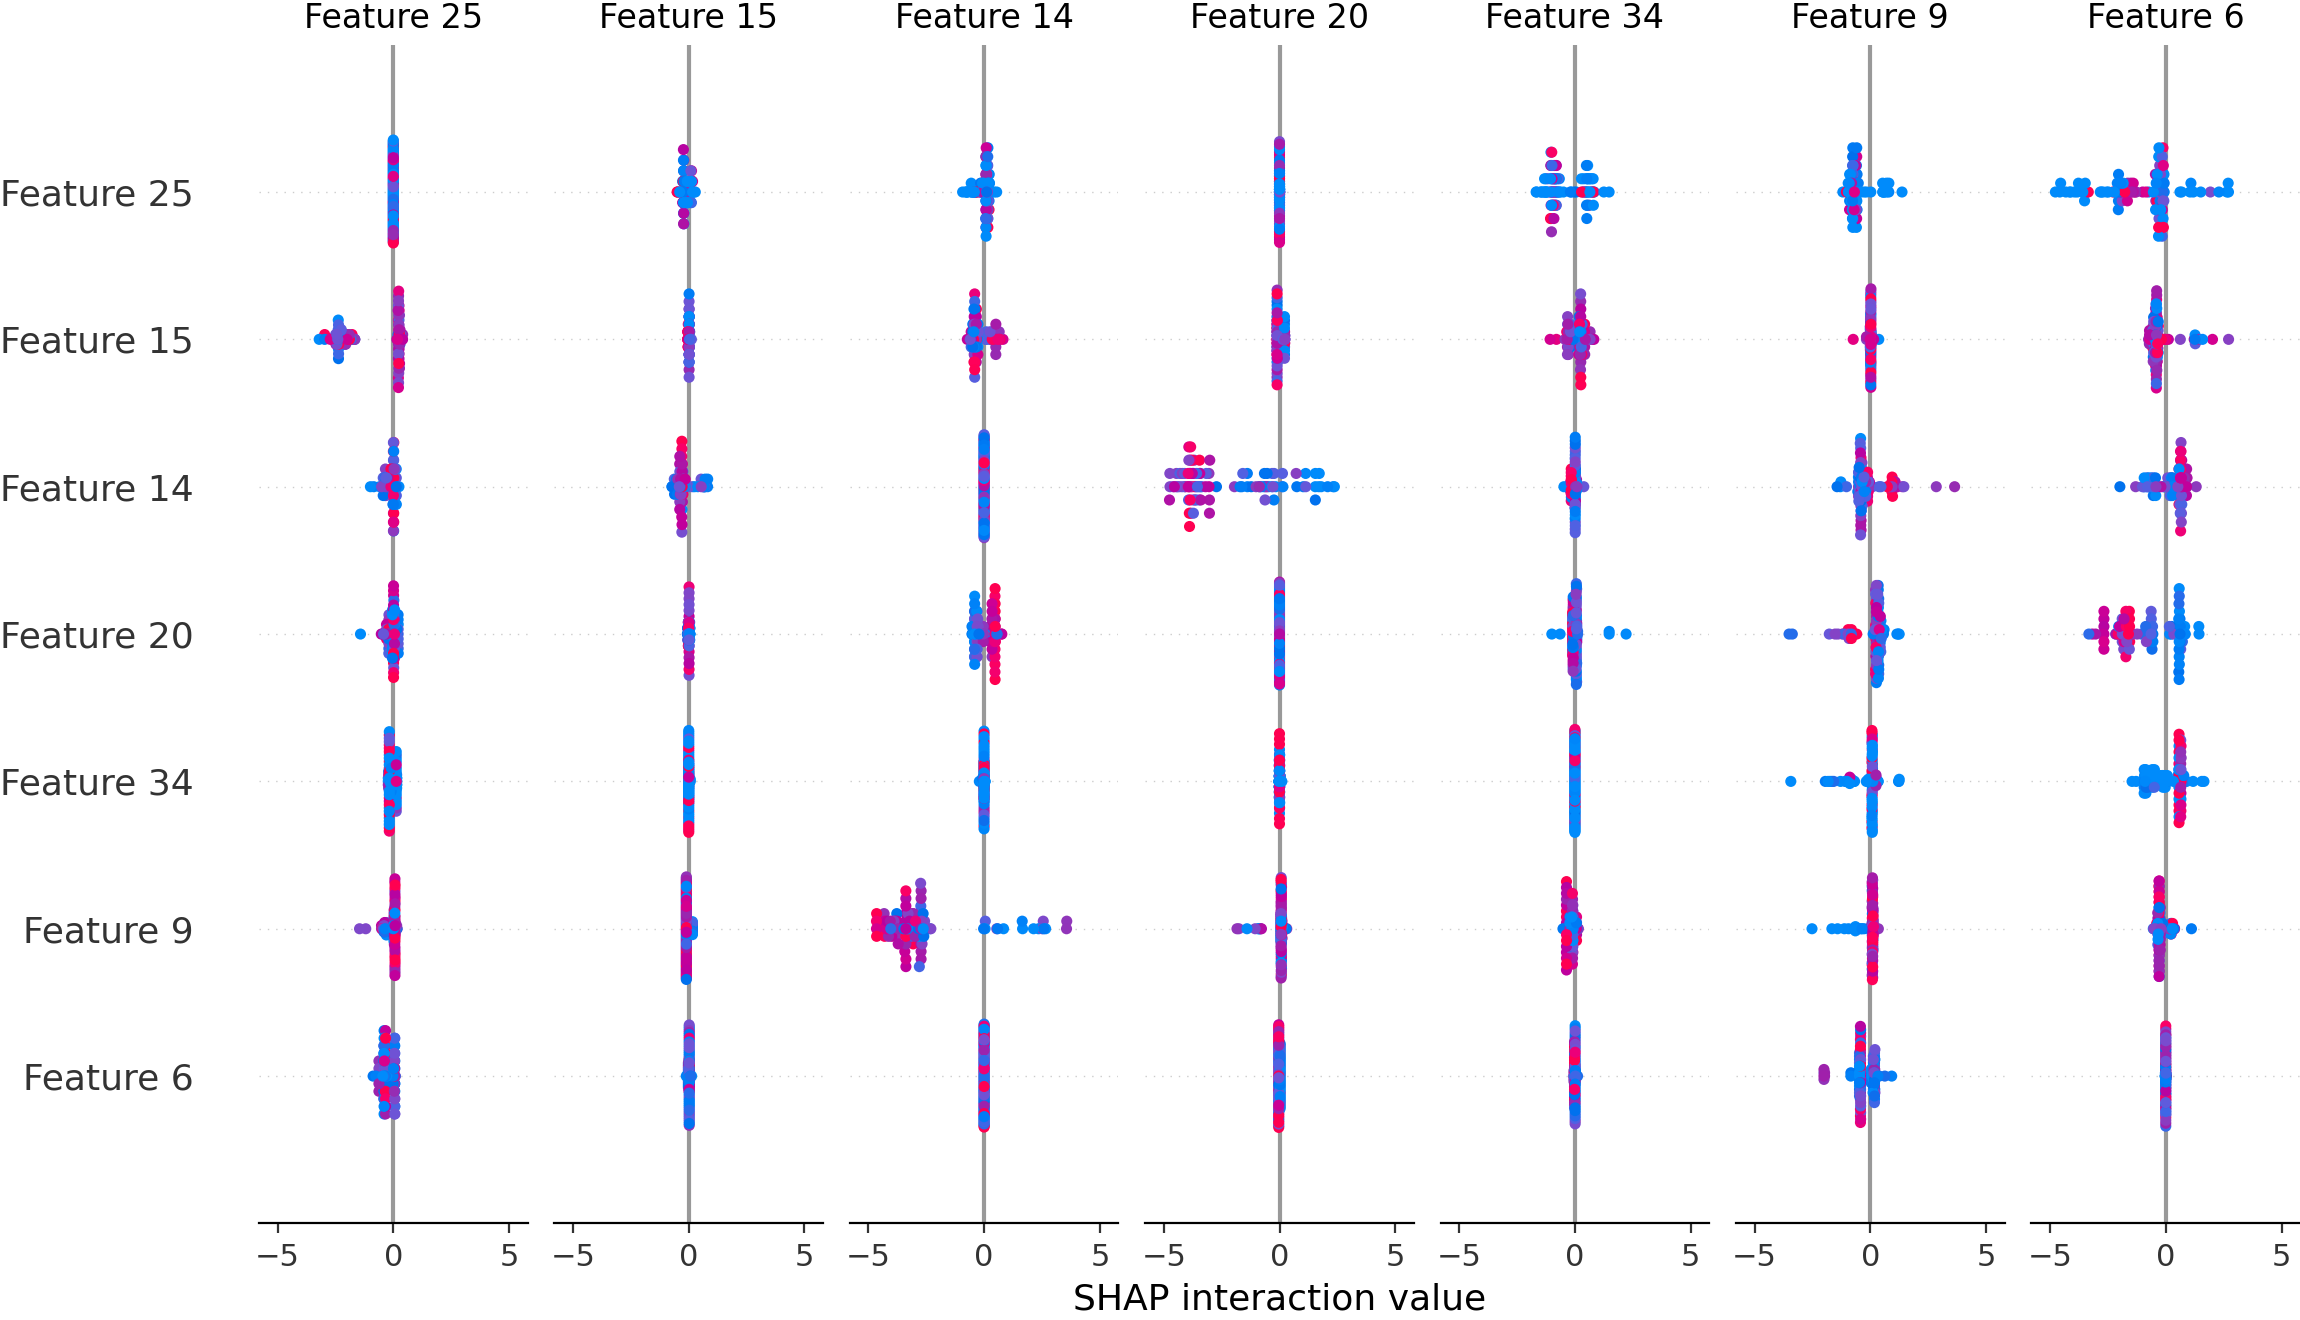 Feature 25 Feature 15 Feature 14 Feature 20 Feature 34 Feature 9 Feature 6
Feature 25
Feature 15
Feature 14
Feature 20
Feature 34
Feature 9
Feature 6
−5 0 5 −5 0 5 −5 0 5 −5 0 5 −5 0 5 −5 0 5 −5 0 5
SHAP interaction value